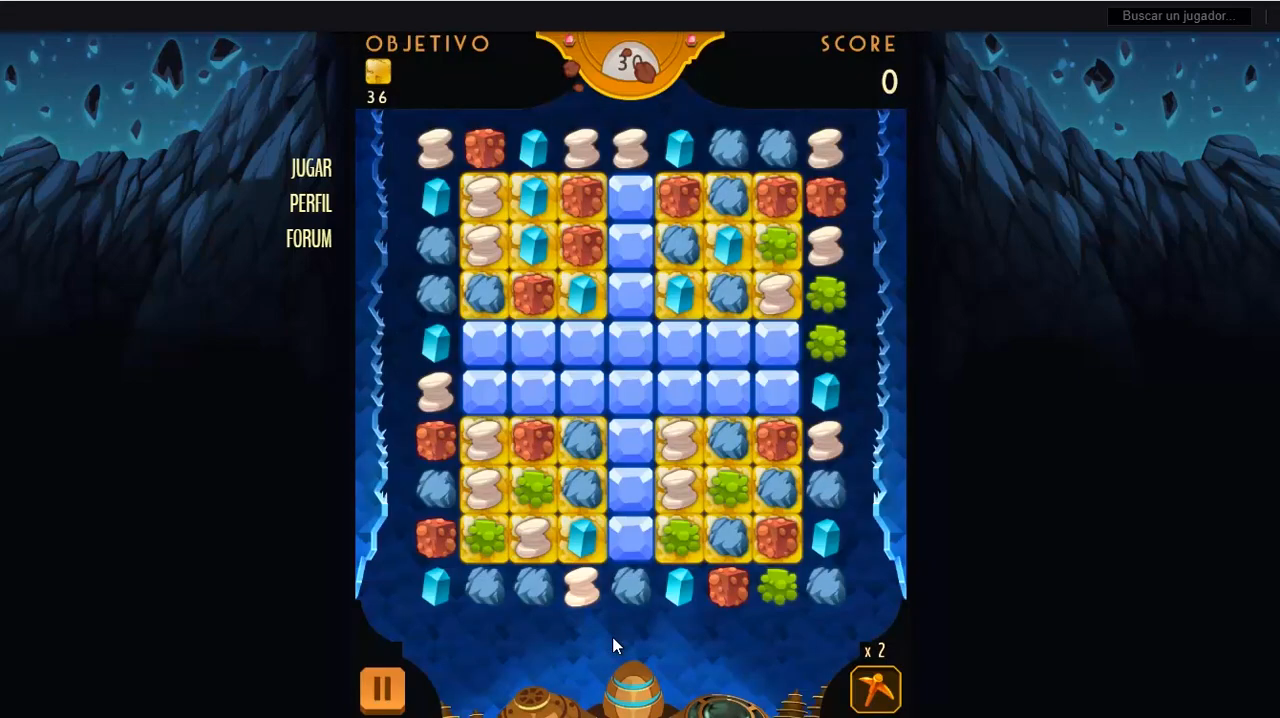 Buscar un jugador...
OBJETIVO
SCORE
30
0
36
JUGAR
PERFIL
FORUM
x 2